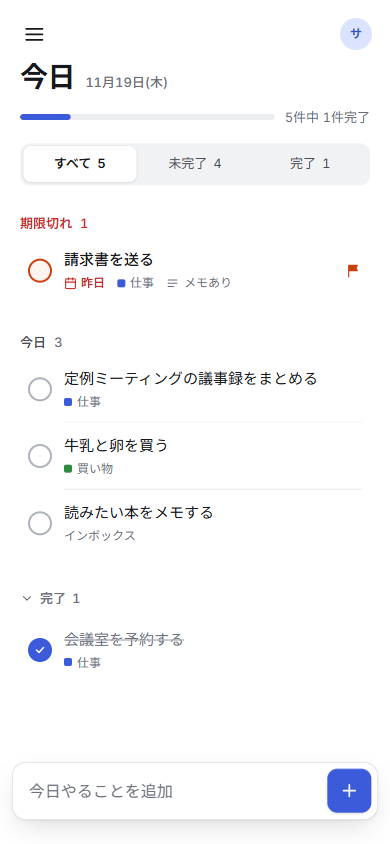 サ
今日 11月19日(木)
5件中 1件完了
すべて 5 未完了 4 完了 1
期限切れ 1
請求書を送る
昨日 仕事 メモあり
今日 3
定例ミーティングの議事録をまとめる
仕事
牛乳と卵を買う
買い物
読みたい本をメモする
インボックス
完了 1
会議室を予約する
仕事
今日やることを追加